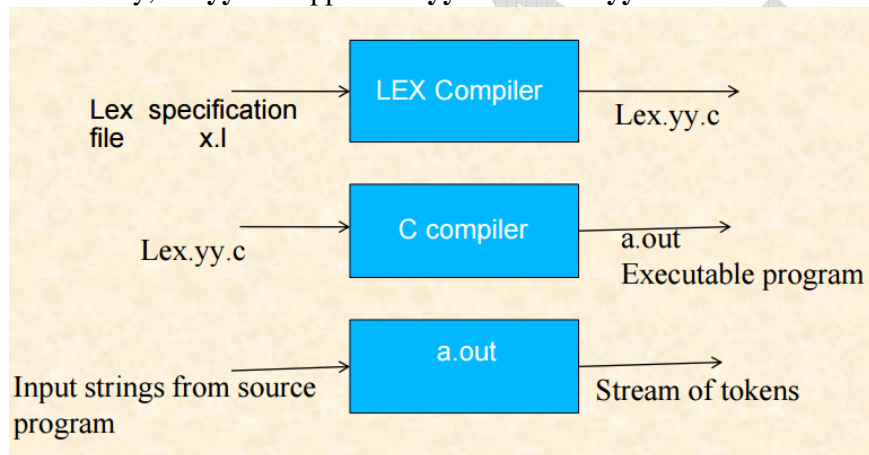 LEX Compiler
Lex specification
file x.l
Lex.yy.c
C compiler
Lex.yy.c
a.out
Executable program
a.out
Input strings from source
program
Stream of tokens